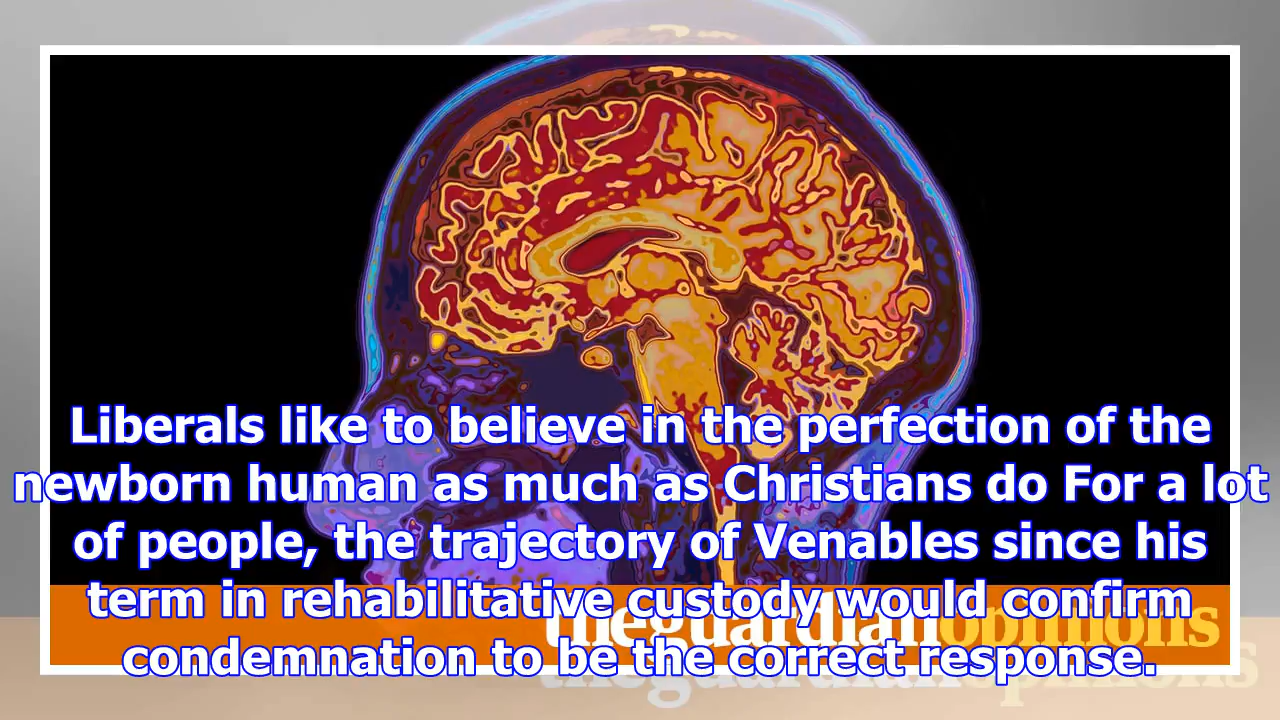 Liberals like to believe in the perfection of the
newborn human as much as Christians do For a lot
of people, the trajectory of Venables since his
term in rehabilitative custody would confirm
theguardianopinions
condemnation to be the correct response.
theguardianopinions